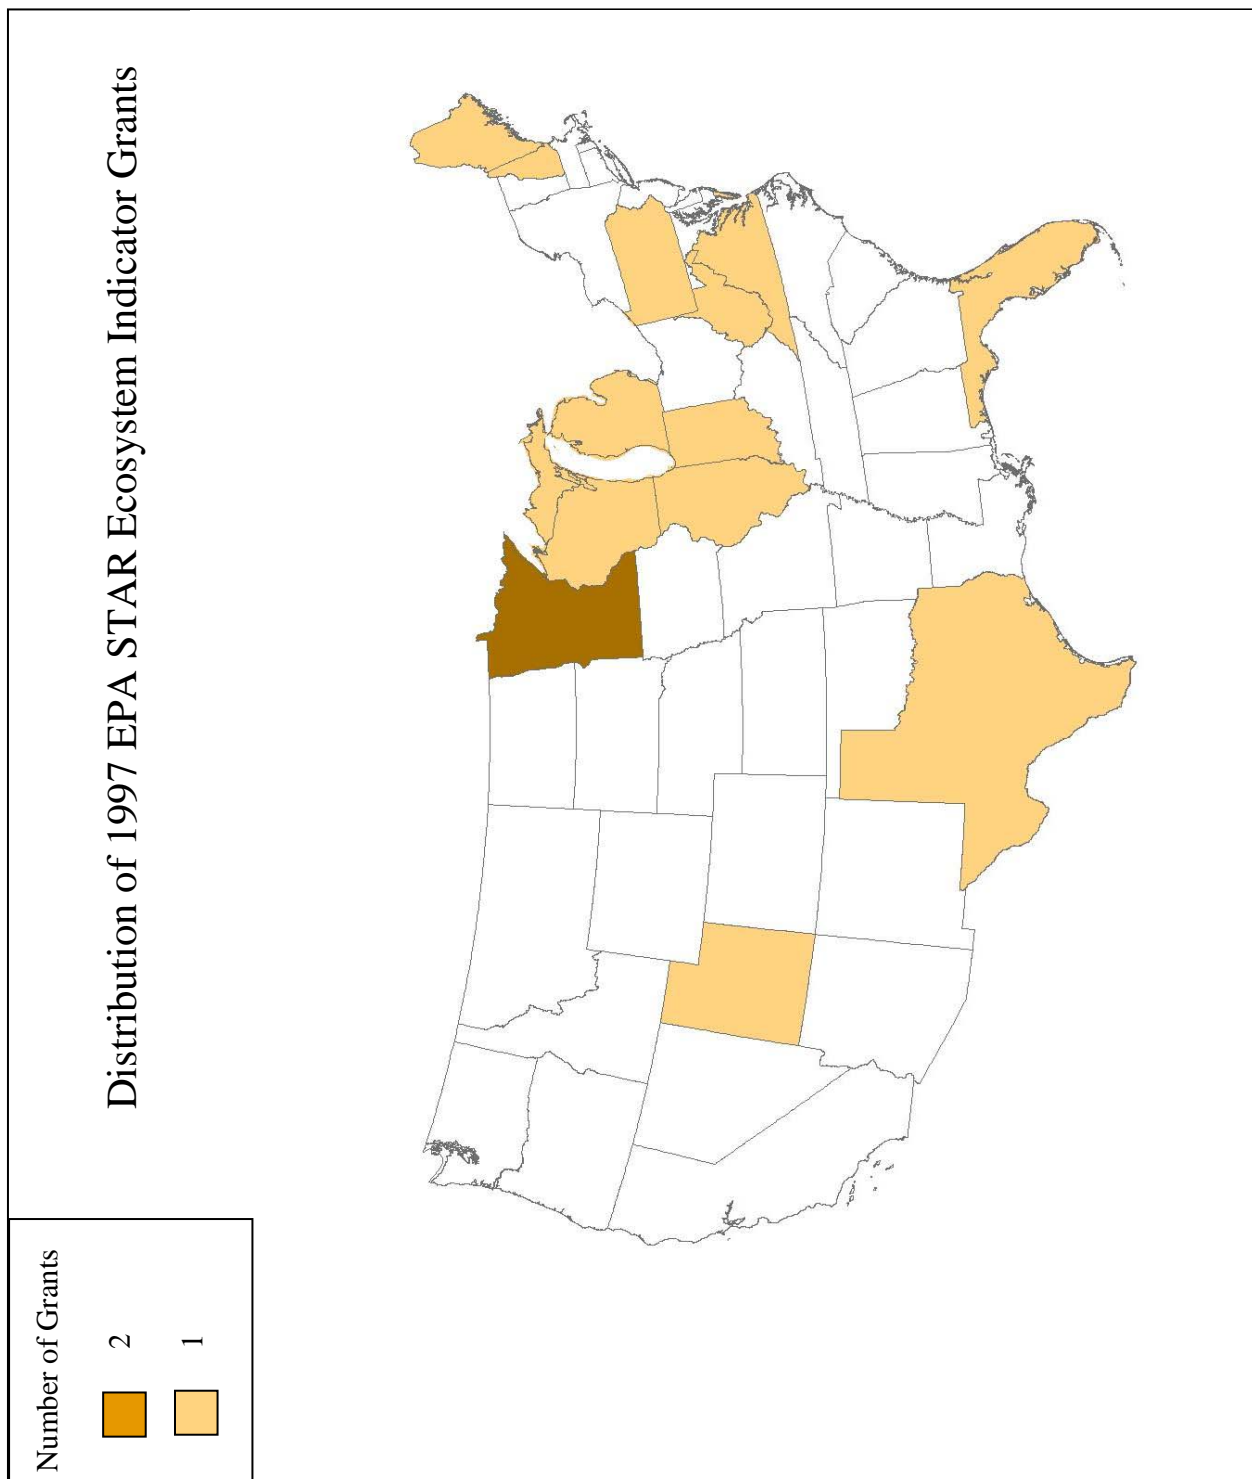 Distribution of 1997 EPA STAR Ecosystem Indicator Grants
Number of Grants
2
1